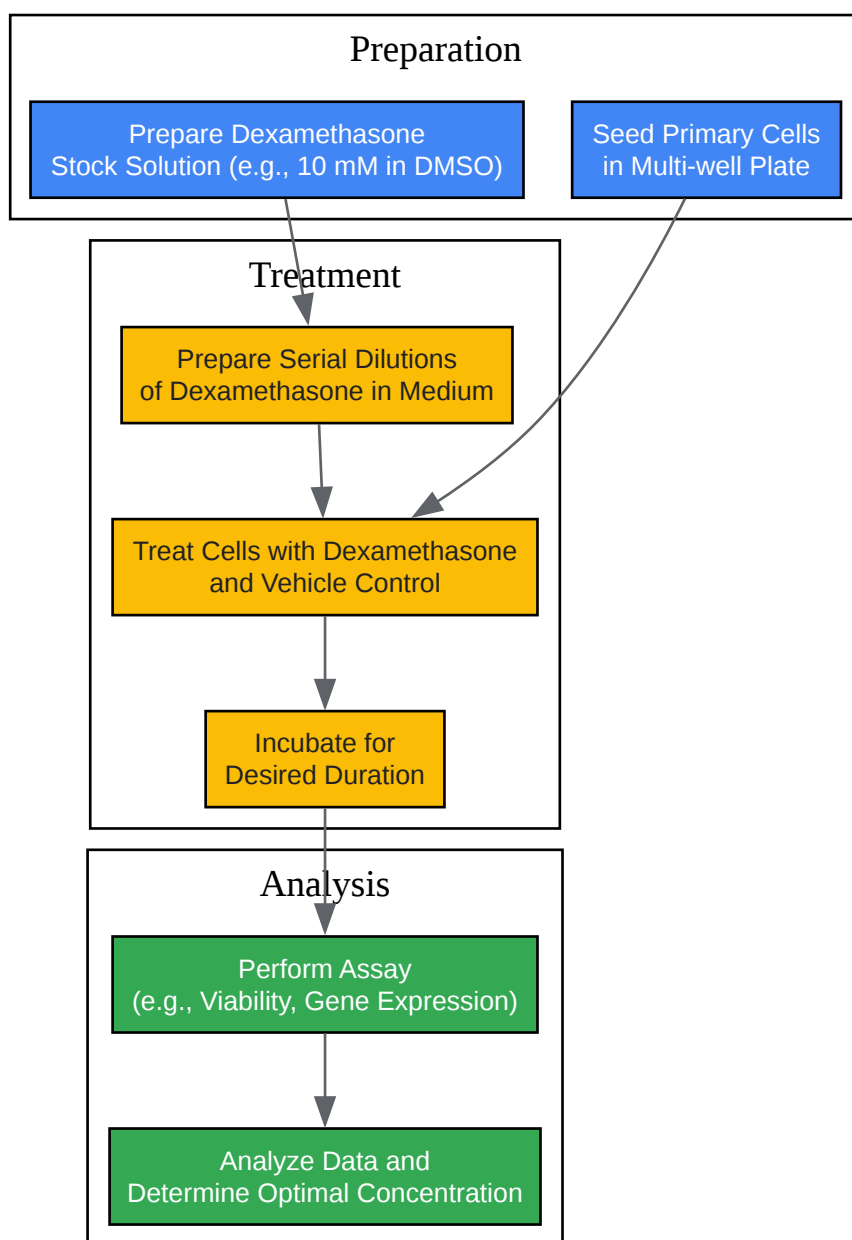 Preparation
Prepare Dexamethasone
Stock Solution (e.g., 10 mM in DMSO)
Seed Primary Cells
in Multi-well Plate
Treatment
Prepare Serial Dilutions
of Dexamethasone in Medium
Treat Cells with Dexamethasone
and Vehicle Control
Incubate for
Desired Duration
Analysis
Perform Assay
(e.g., Viability, Gene Expression)
Analyze Data and
Determine Optimal Concentration